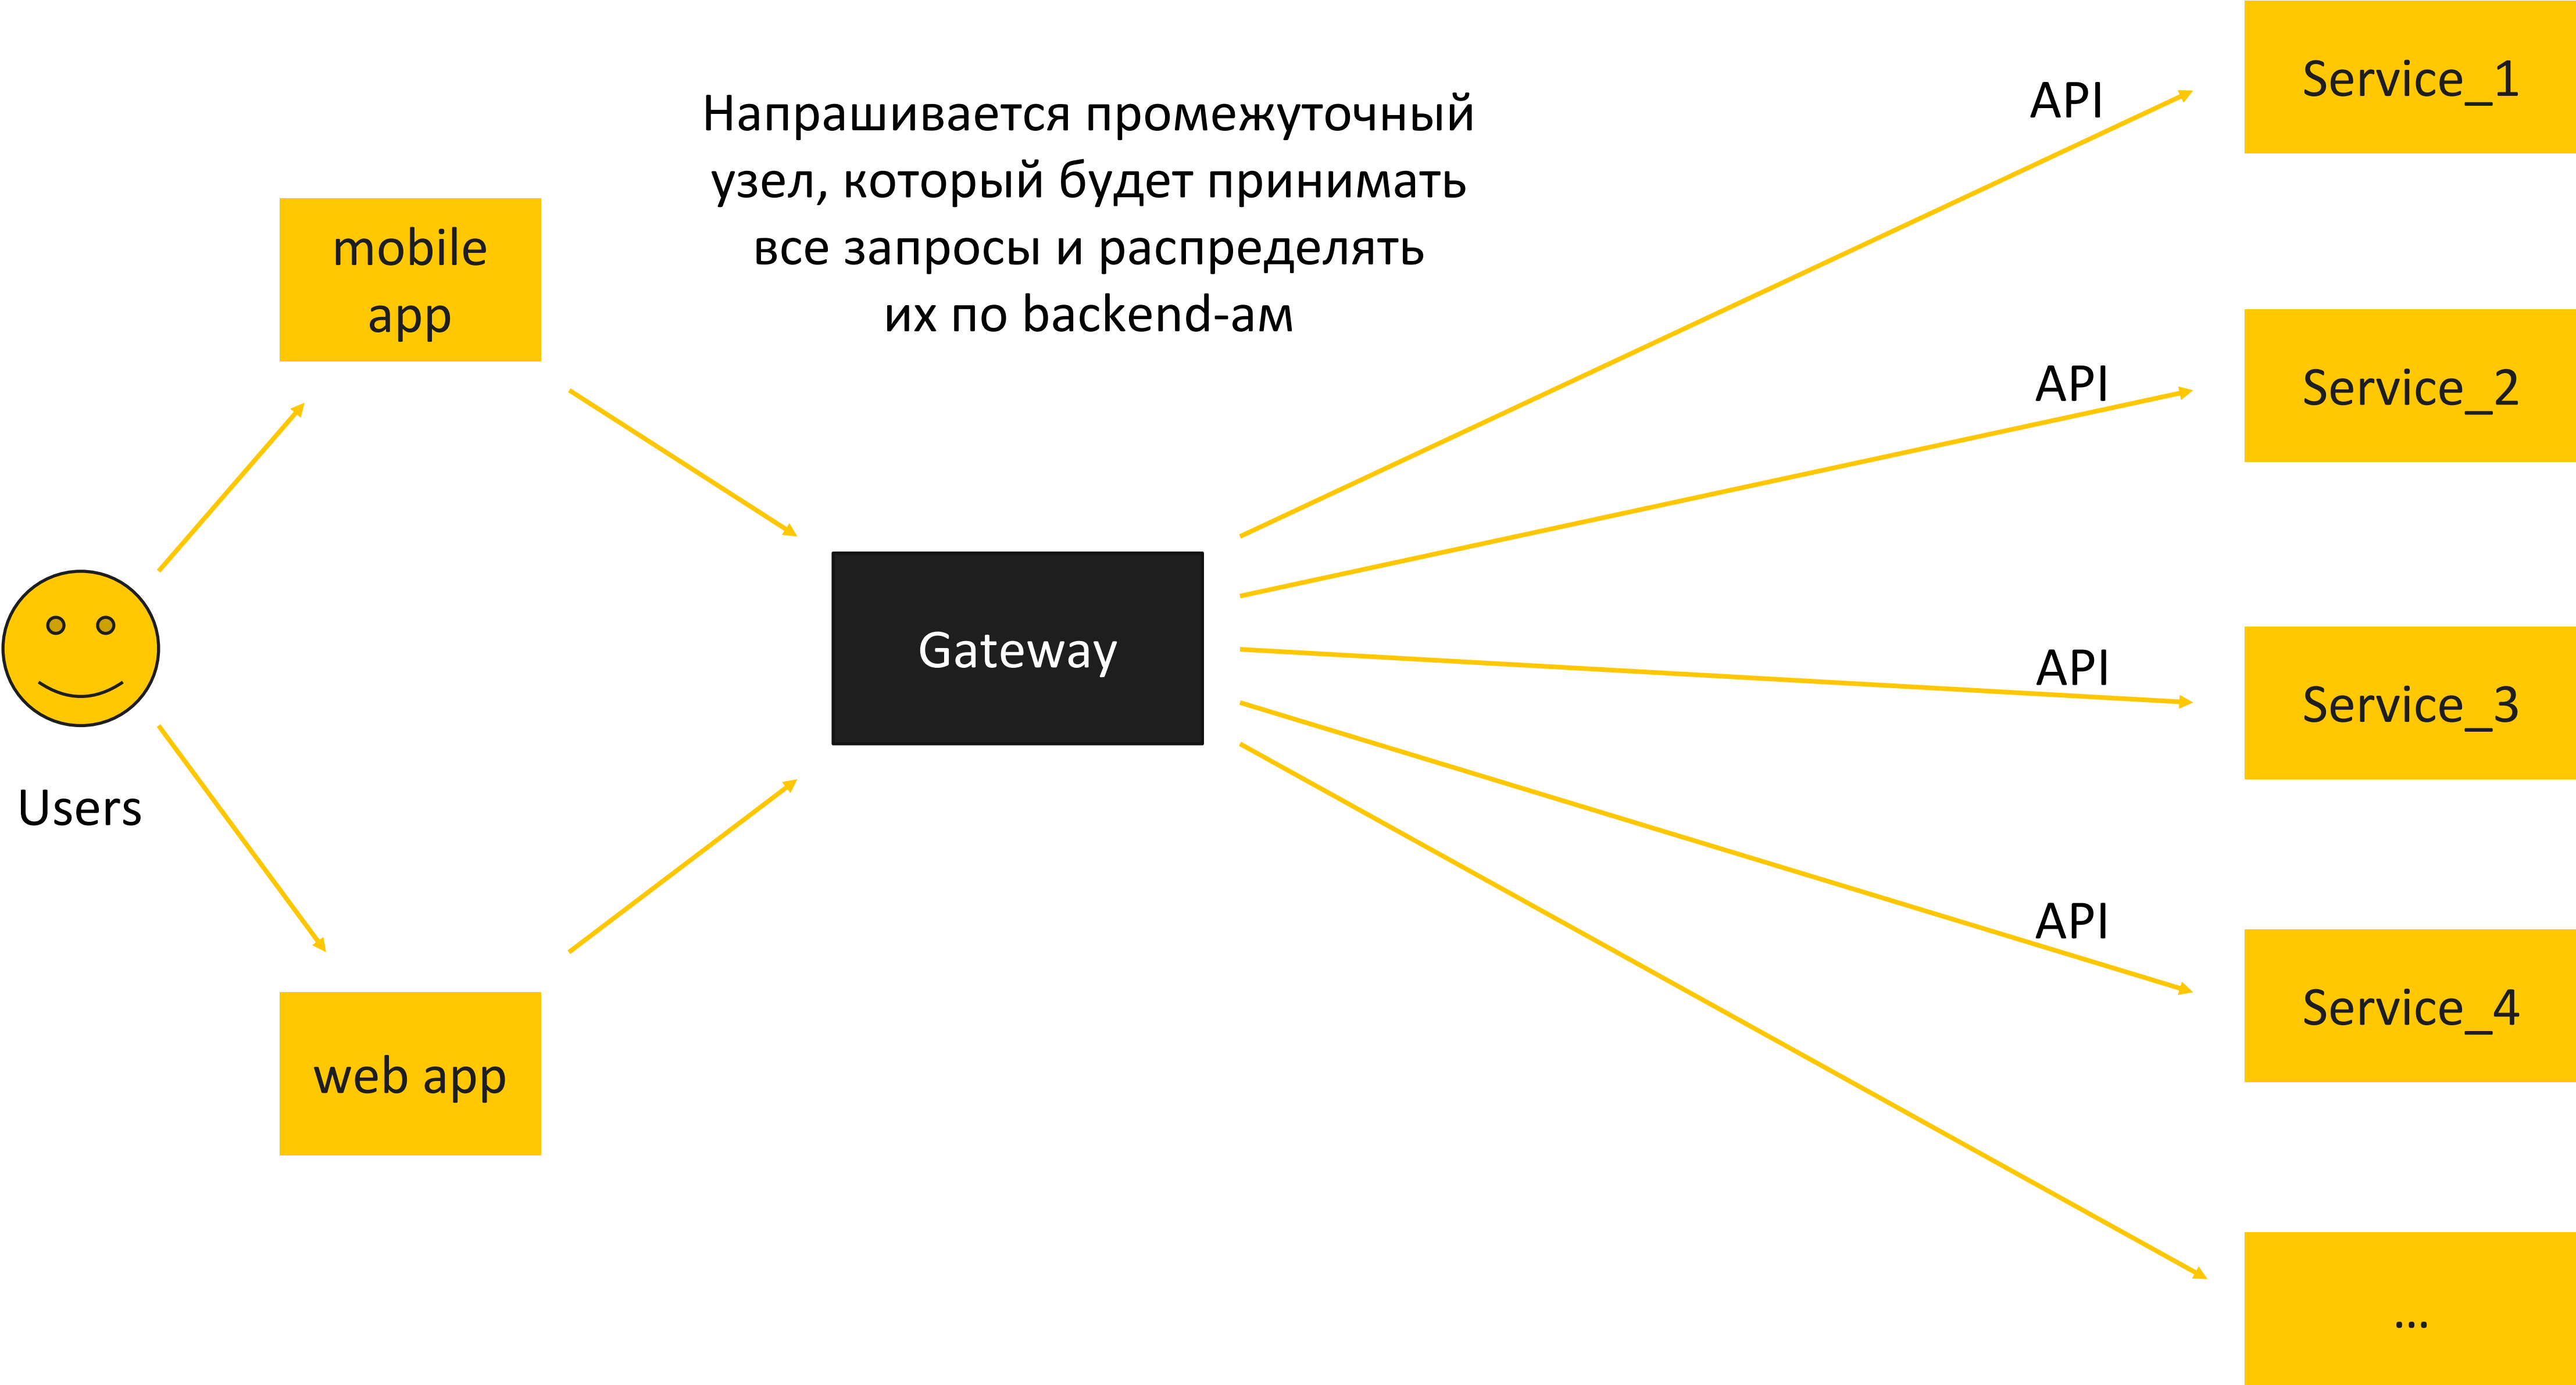 Напрашивается промежуточный
узел, который будет принимать
все запросы и распределять
их по backend-ам
mobile
app
Users
web app
Gateway
API
Service_1
API
Service_2
API
Service_3
API
Service_4
...